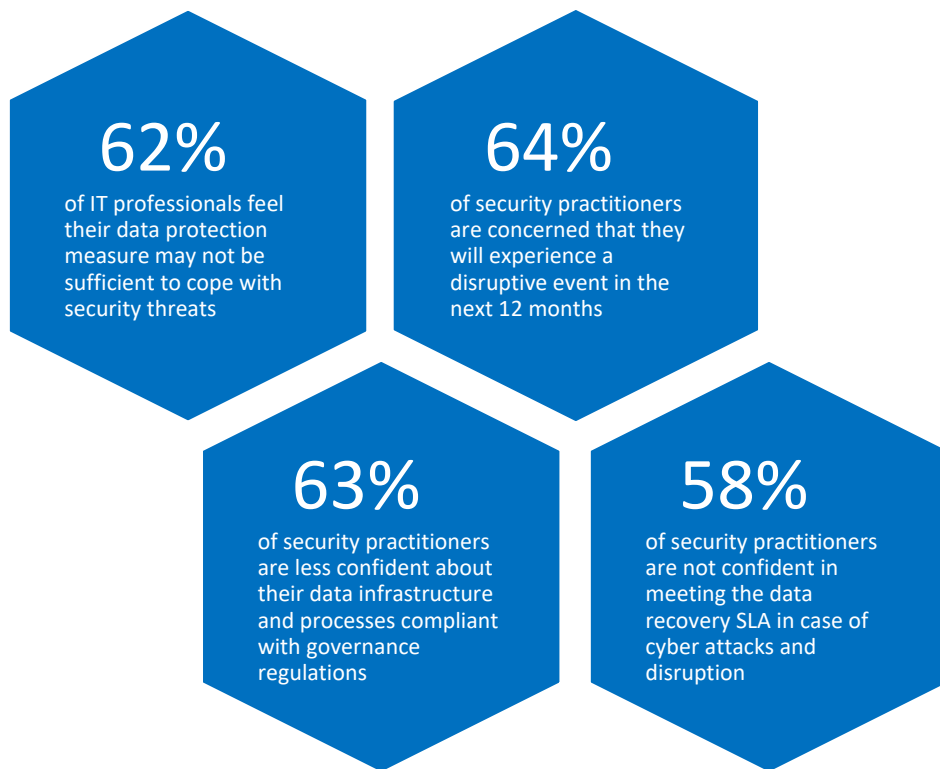 62%
of IT professionals feel
their data protection
measure may not be
sufficient to cope with
security threats
64%
of security practitioners
are concerned that they
will experience a
disruptive event in the
next 12 months
63%
of security practitioners
are less confident about
their data infrastructure
and processes compliant
with governance
regulations
58%
of security practitioners
are not confident in
meeting the data
recovery SLA in case of
cyber attacks and
disruption